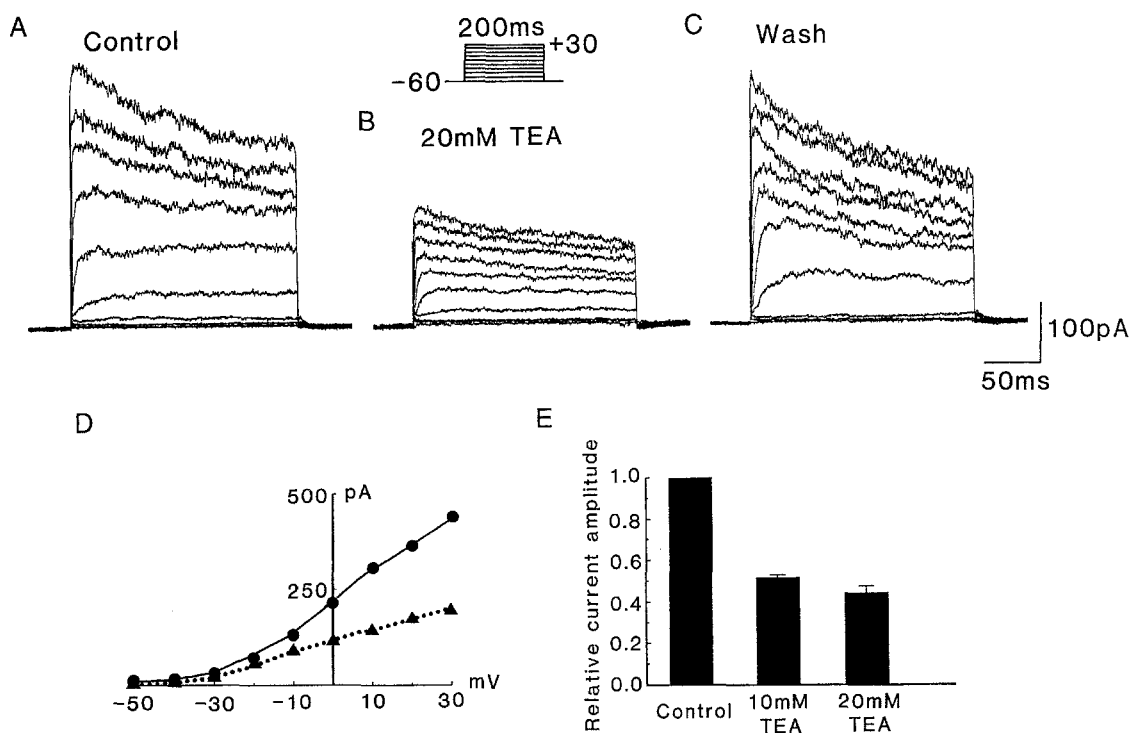 A
Control
200ms
+30
-60
B
20mM TEA
C
Wash
100pA
50ms
D
500
pA
250
-50
-30
-10
10
30
mV
E
Relative current amplitude
1.0
0.8
0.6
0.4
0.2
0.0
Control
10mM
TEA
20mM
TEA